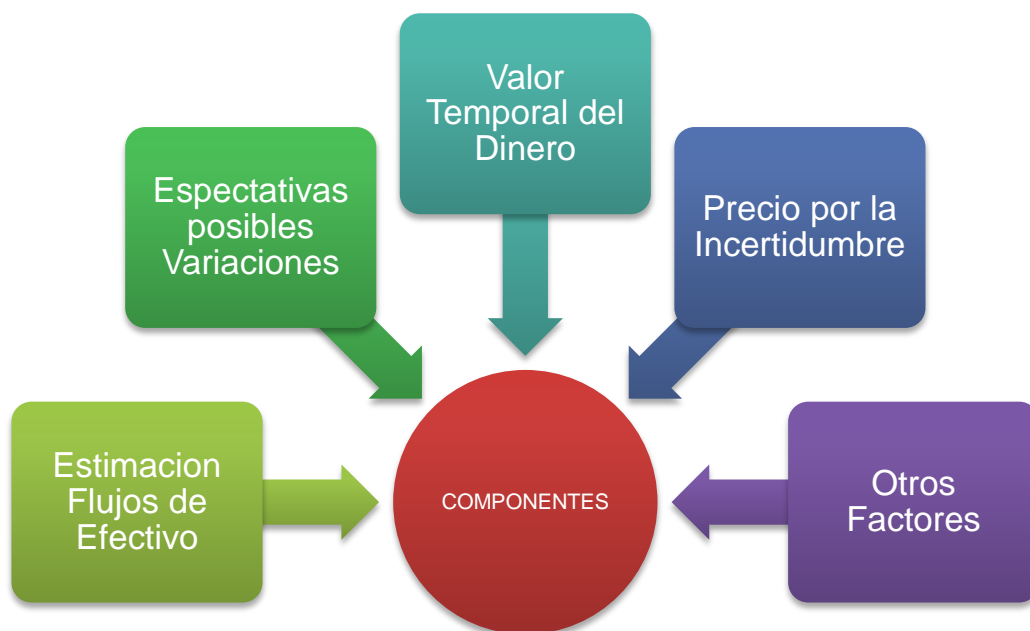 Valor
Temporal del
Dinero
Espectativas
posibles
Variaciones
Precio por la
Incertidumbre
Estimacion
Flujos de
Efectivo
COMPONENTES
Otros
Factores